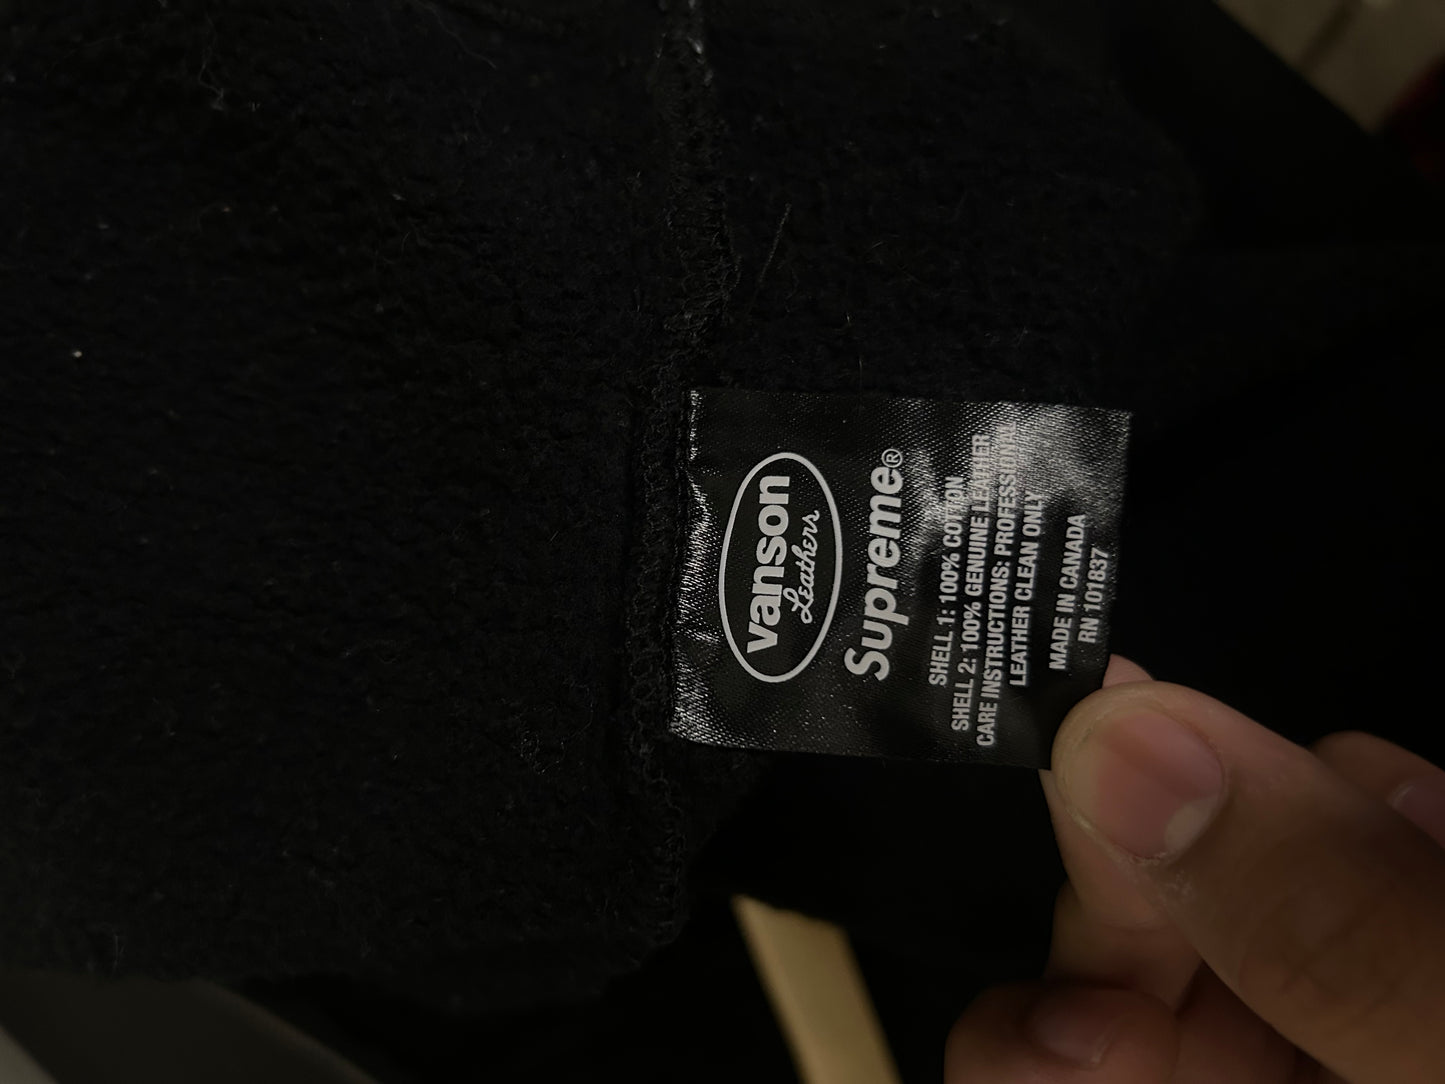 vanson
Leathers
Supreme®
SHELL 1: 100% COTTON
SHELL 2: 100% GENUINE LEATHER
CARE INSTRUCTIONS: PROFESSIONAL
LEATHER CLEAN ONLY
MADE IN CANADA
RN 101837